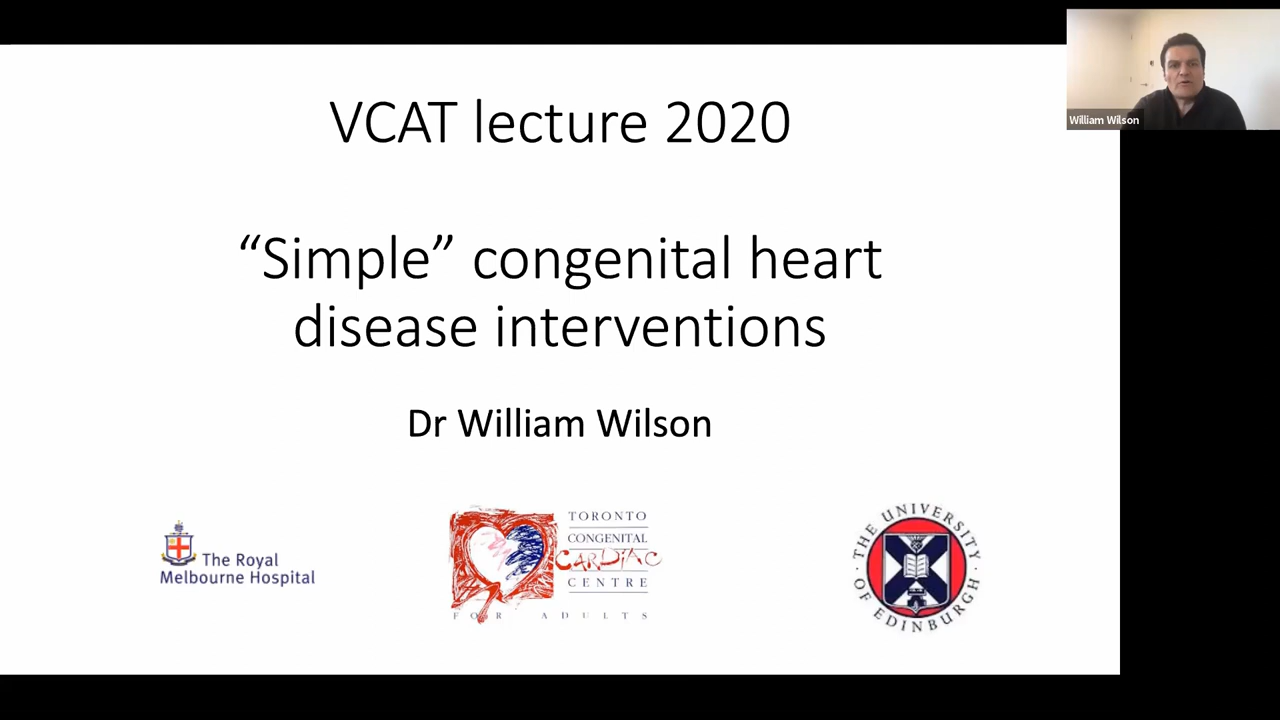 VCAT lecture 2020
“Simple” congenital heart
disease interventions
Dr William Wilson
The Royal
Melbourne Hospital
TORONTO
CONGENITAL
CARDIAC
CENTRE
FOR ADULTS
THE UNIVERSITY
OF EDINBURGH
William Wilson